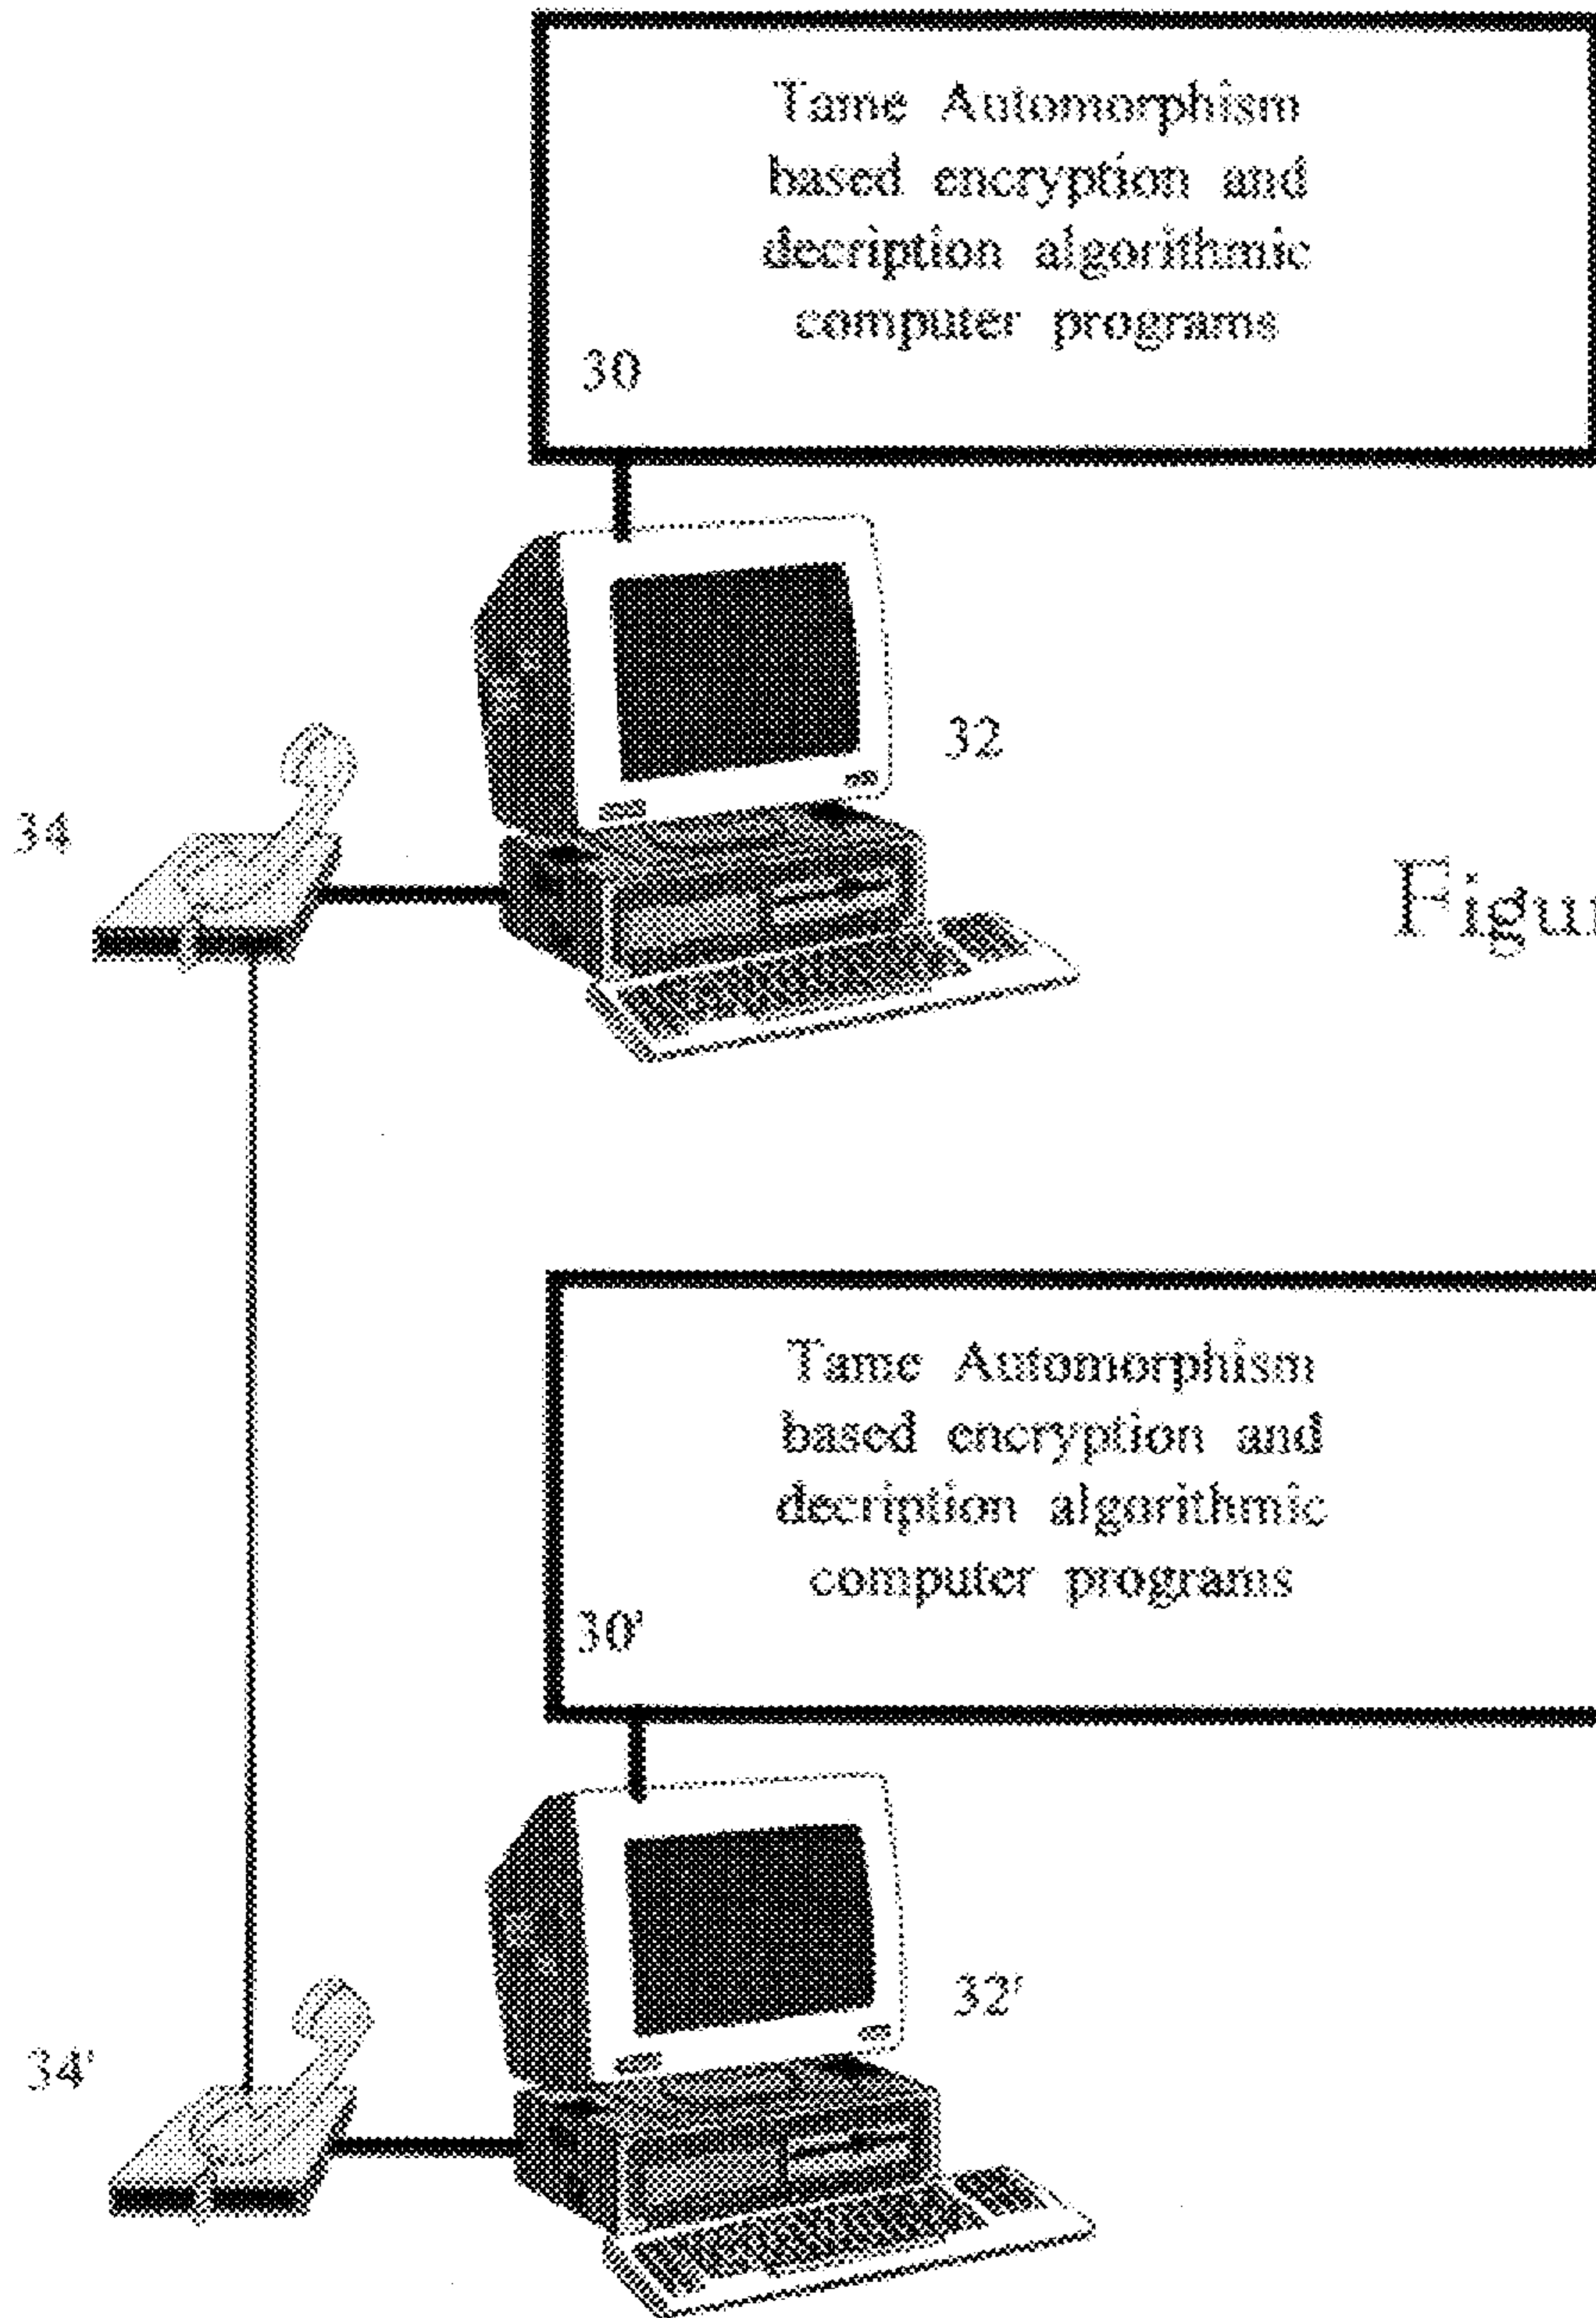 Tame Automorphism
based encryption and
decription algorithmic
computer programs
30
32
34
Figur
Tame Automorphism
based encryption and
decription algorithmic
computer programs
30'
32'
34'